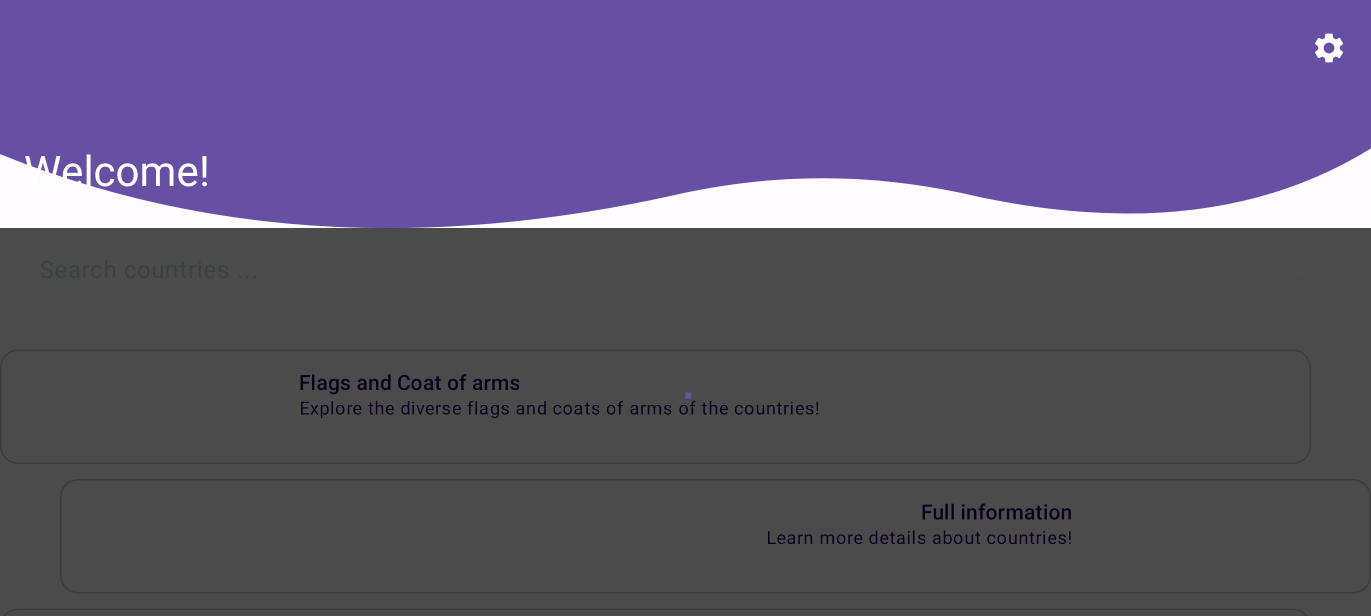 Welcome!
Search countries ...
Flags and Coat of arms
Explore the diverse flags and coats of arms of the countries!
Full information
Learn more details about countries!